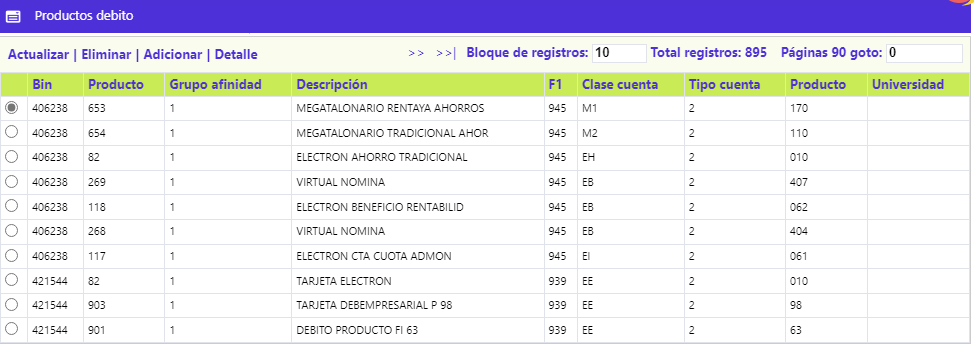 Productos debito
Actualizar | Eliminar | Adicionar | Detalle >> >>| Bloque de registros: 10 Total registros: 895 Páginas 90 goto: 0
Bin Producto Grupo afinidad Descripción F1 Clase cuenta Tipo cuenta Producto Universidad
406238 653 1 MEGATALONARIO RENTAYA AHORROS 945 M1 2 170
406238 654 1 MEGATALONARIO TRADICIONAL AHOR 945 M2 2 110
406238 82 1 ELECTRON AHORRO TRADICIONAL 945 EH 2 010
406238 269 1 VIRTUAL NOMINA 945 EB 2 407
406238 118 1 ELECTRON BENEFICIO RENTABILID 945 EB 2 062
406238 268 1 VIRTUAL NOMINA 945 EB 2 404
406238 117 1 ELECTRON CTA CUOTA ADMON 945 EI 2 061
421544 82 1 TARJETA ELECTRON 939 EE 2 010
421544 903 1 TARJETA DEBEMPRESARIAL P 98 939 EE 2 98
421544 901 1 DEBITO PRODUCTO FI 63 939 EE 2 63